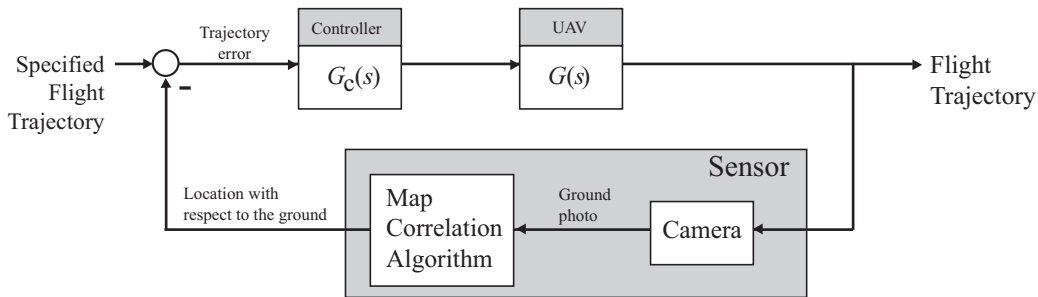 Specified
Flight
Trajectory
Trajectory
error
Controller
Gc(s)
UAV
G(s)
Flight
Trajectory
-
Sensor
Location with
respect to the ground
Map
Correlation
Algorithm
Ground
photo
Camera